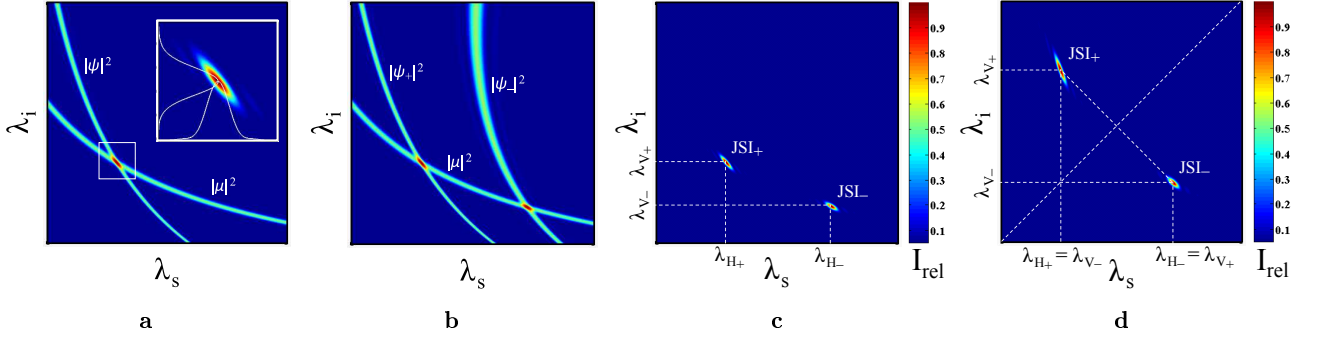 |ψ|²
|μ|²
λᵢ
λₛ
a
|ψ₊|²
|ψ₋|²
|μ|²
λᵢ
λₛ
b
JSI₊
JSI₋
λᵢ
λV₊
λV₋
λH₊
λₛ
λH₋
0.9
0.8
0.7
0.6
0.5
0.4
0.3
0.2
0.1
Iᵣₑₗ
c
JSI₊
JSI₋
λᵢ
λV₊
λV₋
λH₊ = λV₋
λₛ
λH₋ = λV₊
0.9
0.8
0.7
0.6
0.5
0.4
0.3
0.2
0.1
Iᵣₑₗ
d